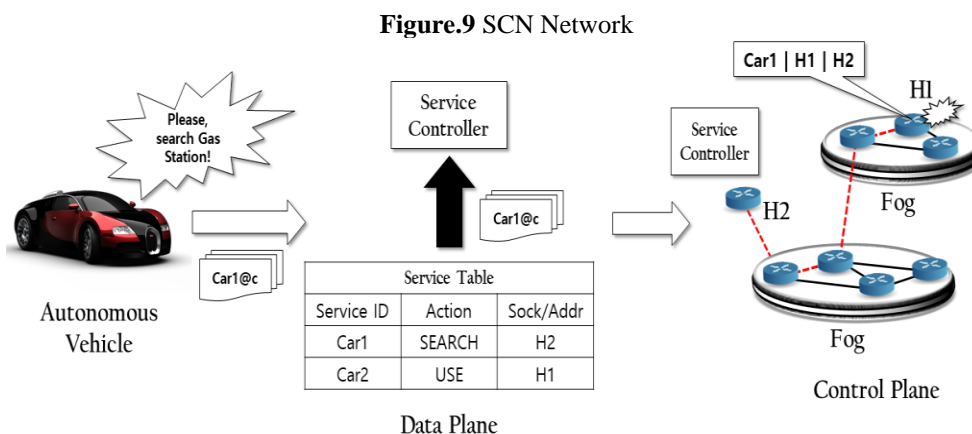 Figure.9 SCN Network
Please,
search Gas
Station!
Car1@c
Autonomous
Vehicle
Service
Controller
Car1@c
Service Table
Service ID Action Sock/Addr
Car1 SEARCH H2
Car2 USE H1
Data Plane
Car1 | H1 | H2
H1
Service
Controller
H2
Fog
Fog
Control Plane